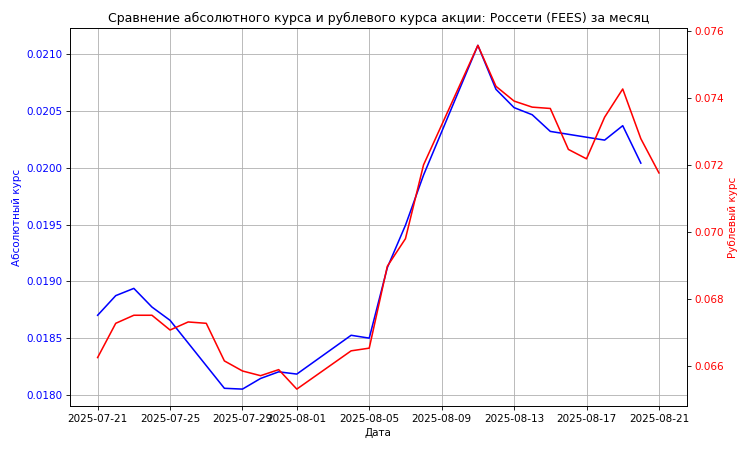 Сравнение абсолютного курса и рублевого курса акции: Россети (FEES) за месяц
0.0210
0.0205
0.0200
0.0195
0.0190
0.0185
0.0180
Абсолютный курс
0.076
0.074
0.072
0.070
0.068
0.066
Рублевый курс
2025-07-21 2025-07-25 2025-07-29 2025-08-01 2025-08-05 2025-08-09 2025-08-13 2025-08-17 2025-08-21
Дата